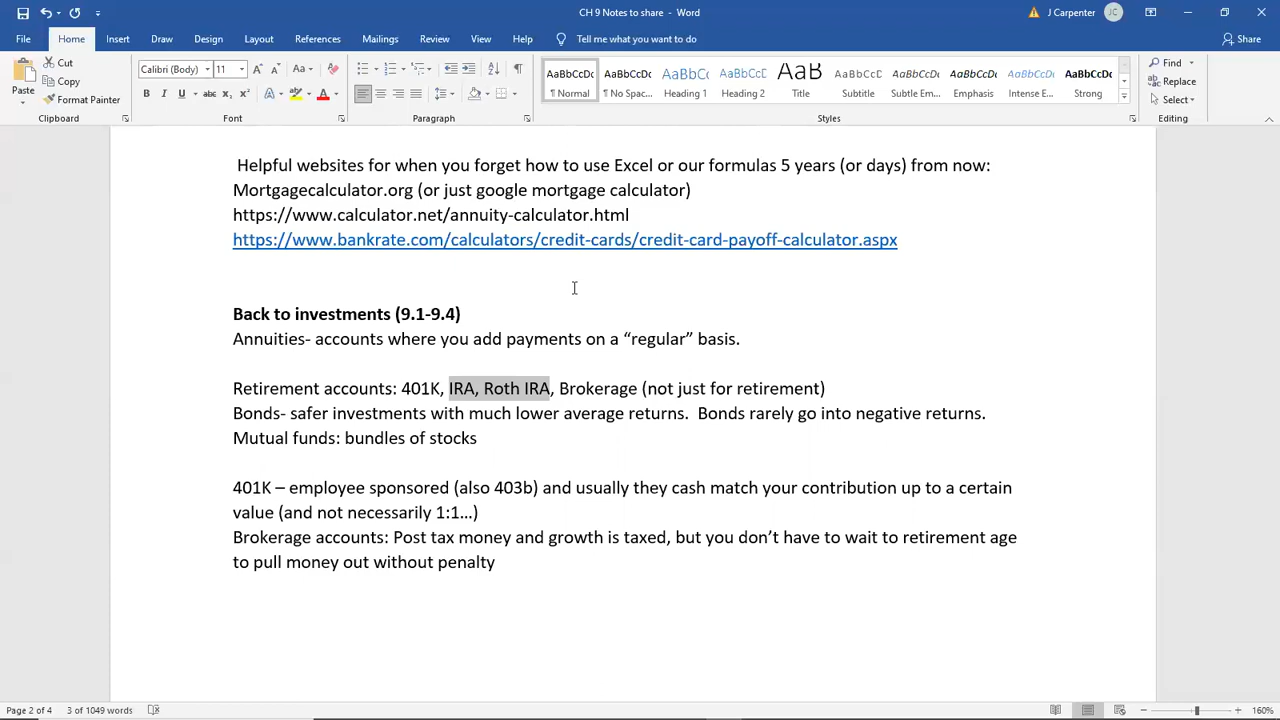 CH 9 Notes to share - Word
J Carpenter
JC
File Home Insert Draw Design Layout References Mailings Review View Help Tell me what you want to do Share
Paste
Cut
Copy
Format Painter
Clipboard
Calibri (Body) 11
Font
Paragraph
AaBbCcDc AaBbCcDc AaBbCc AaBbCcD AaB AaBbCcD AaBbCcDc AaBbCcDc AaBbCcDc AaBbCcDc
¶ Normal ¶ No Spac... Heading 1 Heading 2 Title Subtitle Subtle Em... Emphasis Intense E... Strong
Styles
Find
Replace
Select
Editing
Helpful websites for when you forget how to use Excel or our formulas 5 years (or days) from now:
Mortgagecalculator.org (or just google mortgage calculator)
https://www.calculator.net/annuity-calculator.html
https://www.bankrate.com/calculators/credit-cards/credit-card-payoff-calculator.aspx
Back to investments (9.1-9.4)
Annuities- accounts where you add payments on a “regular” basis.
Retirement accounts: 401K, IRA, Roth IRA, Brokerage (not just for retirement)
Bonds- safer investments with much lower average returns.  Bonds rarely go into negative returns.
Mutual funds: bundles of stocks
401K – employee sponsored (also 403b) and usually they cash match your contribution up to a certain
value (and not necessarily 1:1…)
Brokerage accounts: Post tax money and growth is taxed, but you don’t have to wait to retirement age
to pull money out without penalty
Page 2 of 4 3 of 1049 words 160%